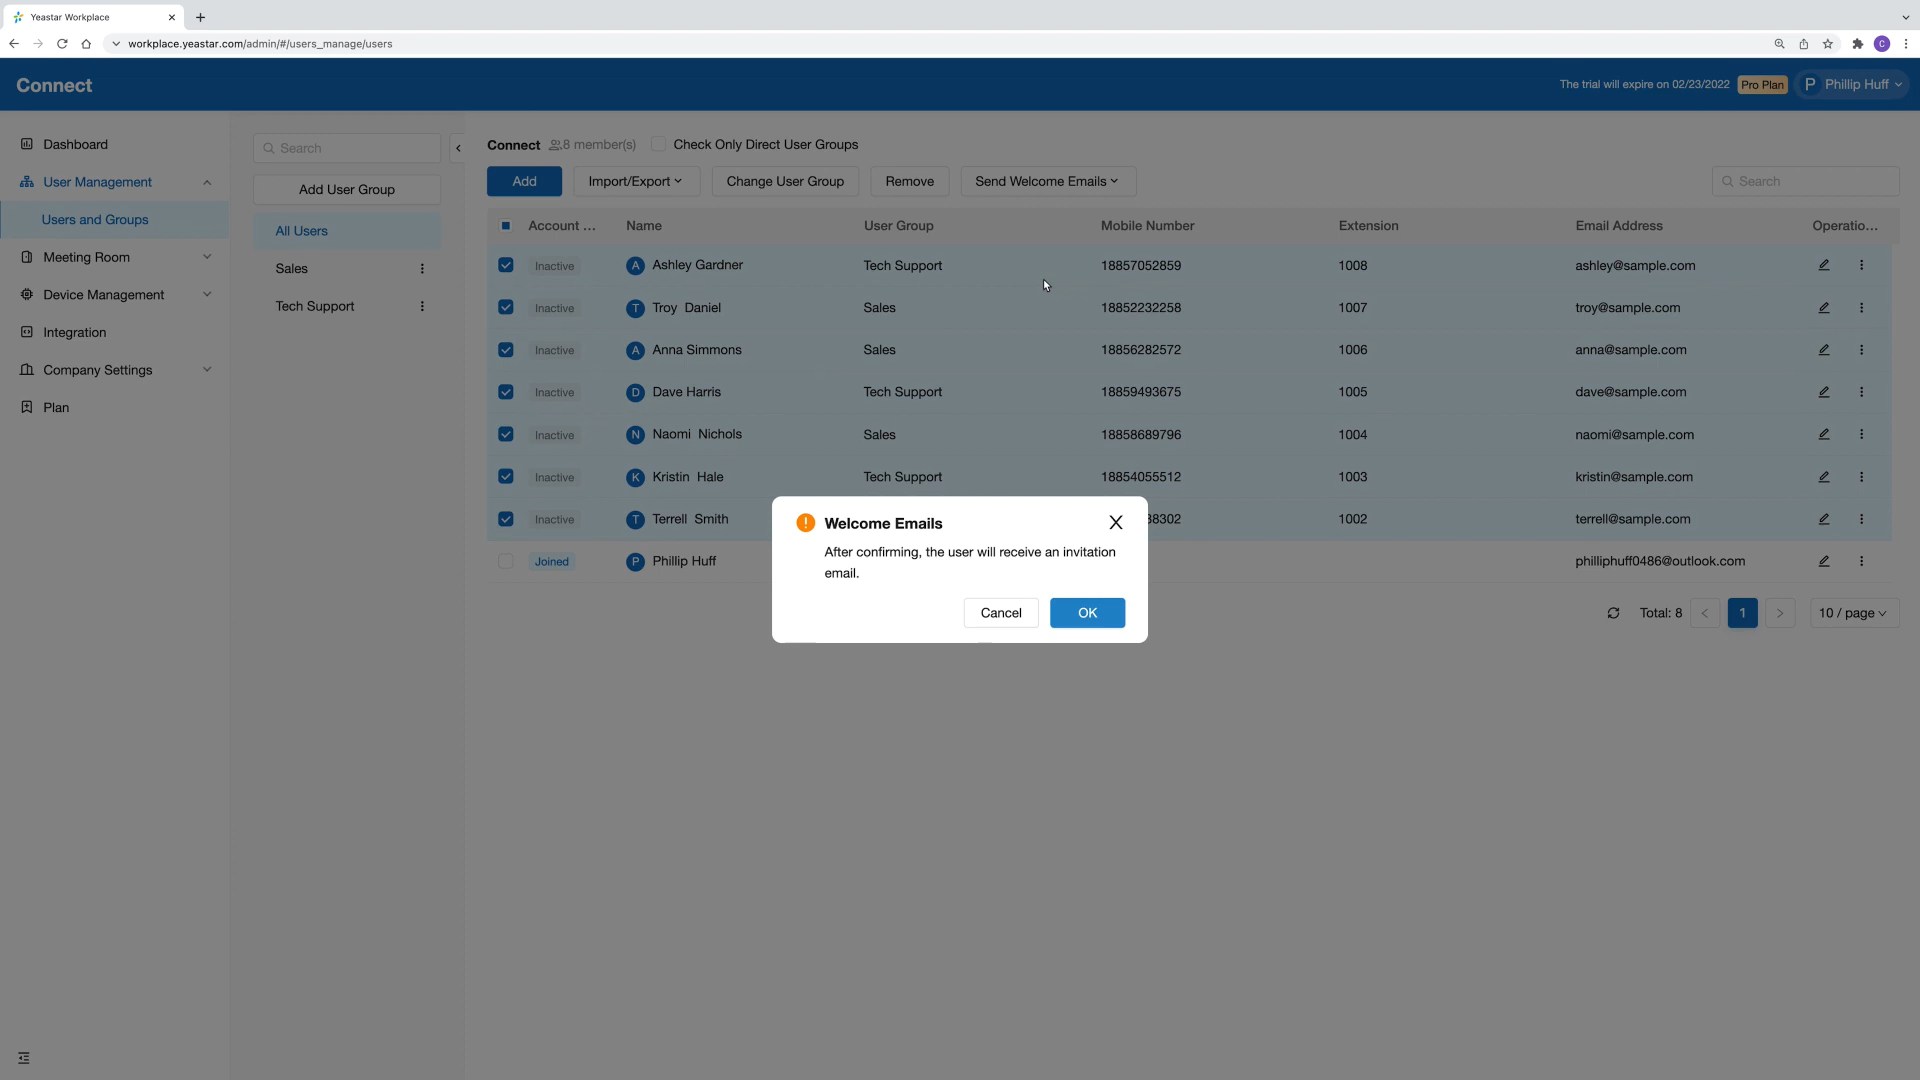 Yeastar Workplace
workplace.yeastar.com/admin/#/users_manage/users
C
Connect
The trial will expire on 02/23/2022 Pro Plan P Phillip Huff
Dashboard
User Management
Users and Groups
Meeting Room
Device Management
Integration
Company Settings
Plan
Search
Add User Group
All Users
Sales
Tech Support
Connect 8 member(s) Check Only Direct User Groups
Add Import/Export Change User Group Remove Send Welcome Emails Search
Account ... Name User Group Mobile Number Extension Email Address Operatio...
Inactive A Ashley Gardner Tech Support 18857052859 1008 ashley@sample.com
Inactive T Troy Daniel Sales 18852232258 1007 troy@sample.com
Inactive A Anna Simmons Sales 18856282572 1006 anna@sample.com
Inactive D Dave Harris Tech Support 18859493675 1005 dave@sample.com
Inactive N Naomi Nichols Sales 18858689796 1004 naomi@sample.com
Inactive K Kristin Hale Tech Support 18854055512 1003 kristin@sample.com
Inactive T Terrell Smith 8302 1002 terrell@sample.com
Joined P Phillip Huff philliphuff0486@outlook.com
Total: 8 1 10 / page
Welcome Emails
After confirming, the user will receive an invitation
email.
Cancel OK